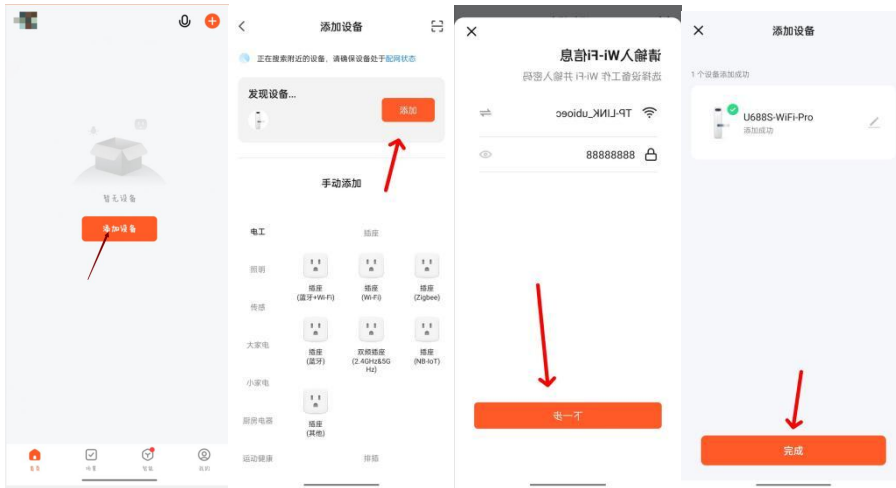 暂无设备
添加设备
添加设备
正在搜索附近的设备，请确保设备处于配网状态
发现设备...
添加
手动添加
电工
照明
传感
大家电
小家电
厨房电器
运动健康
插座
插座
(蓝牙+Wi-Fi)
插座
(Wi-Fi)
插座
(Zigbee)
插座
(蓝牙)
双频插座
(2.4GHz&5G
Hz)
插座
(NB-IoT)
插座
(其他)
排插
请输入Wi-Fi信息
选择设备工作 Wi-Fi 并输入密码
TP-LINK_ubioec
88888888
下一步
添加设备
1 个设备添加成功
U688S-WiFi-Pro
添加成功
完成